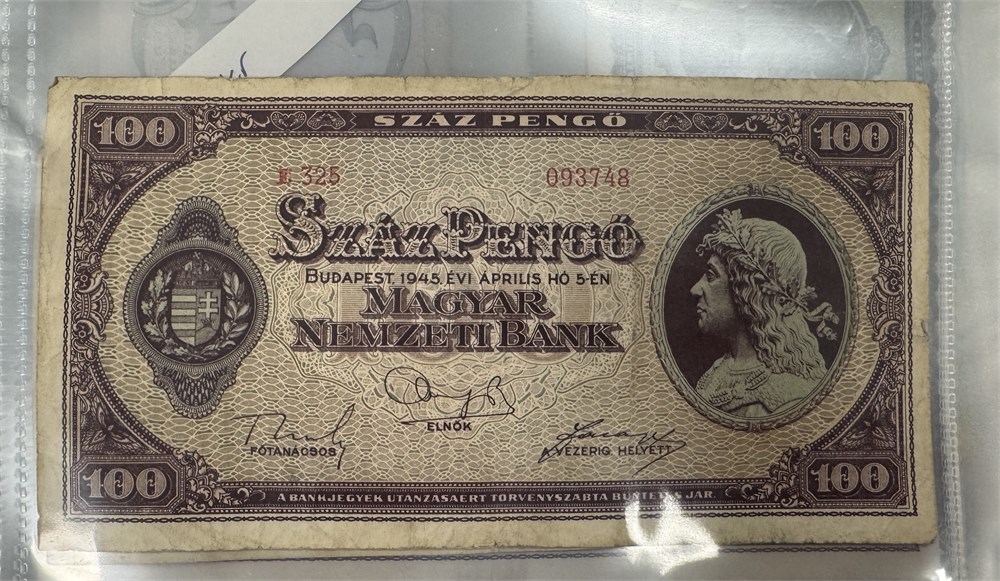 100 SZÁZ PENGŐ 100
325 093748
SZÁZ PENGŐ
BUDAPEST, 1945. ÉVI ÁPRILIS HÓ 5-ÉN
MAGYAR
NEMZETI BANK
ELNÖK
FŐTANÁCSOS A VEZÉRIG. HELYETT
100 100
A BANKJEGYEK UTÁNZÁSÁÉRT TÖRVÉNYSZABTA BÜNTETÉS JÁR.